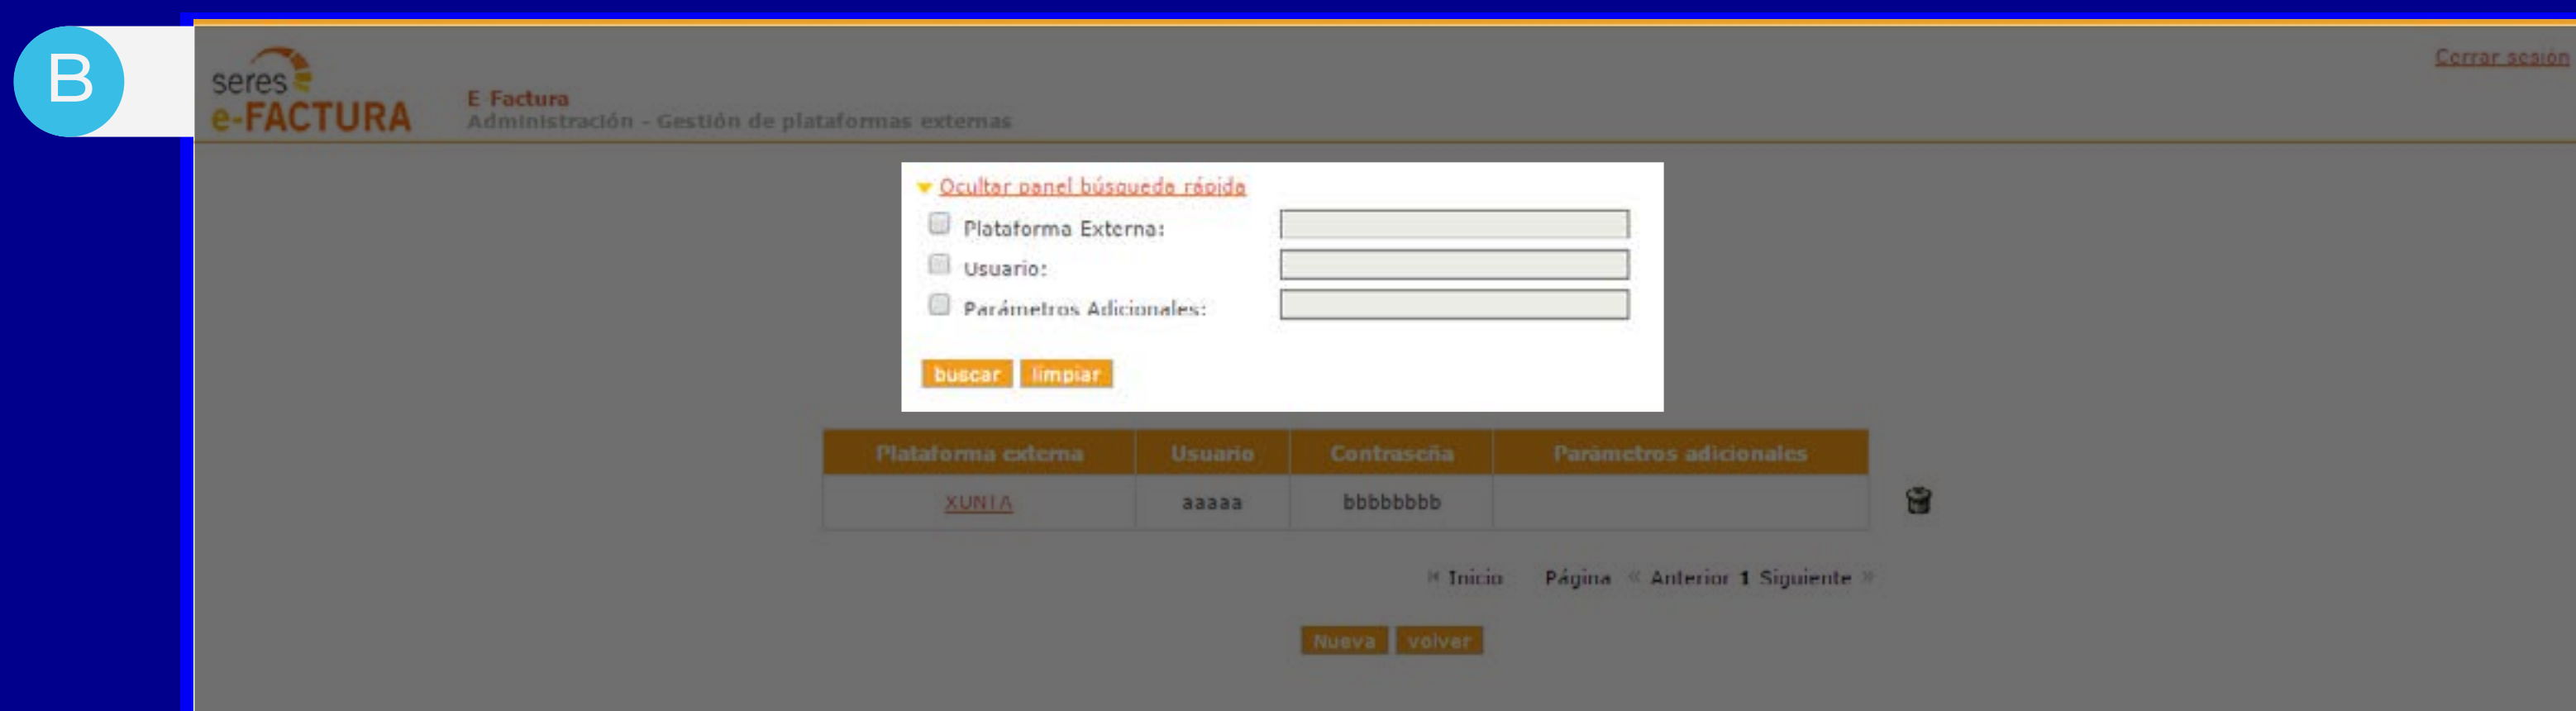 B
seres
e-FACTURA
E Factura
Administración - Gestión de plataformas externas
Cerrar sesión
Ocultar panel búsqueda rápida
Plataforma Externa:
Usuario:
Parámetros Adicionales:
buscar limpiar
Plataforma externa Usuario Contraseña Parámetros adicionales
XUNTA aaaaa bbbbbbbb
Inicio Página « Anterior 1 Siguiente »
Nueva volver